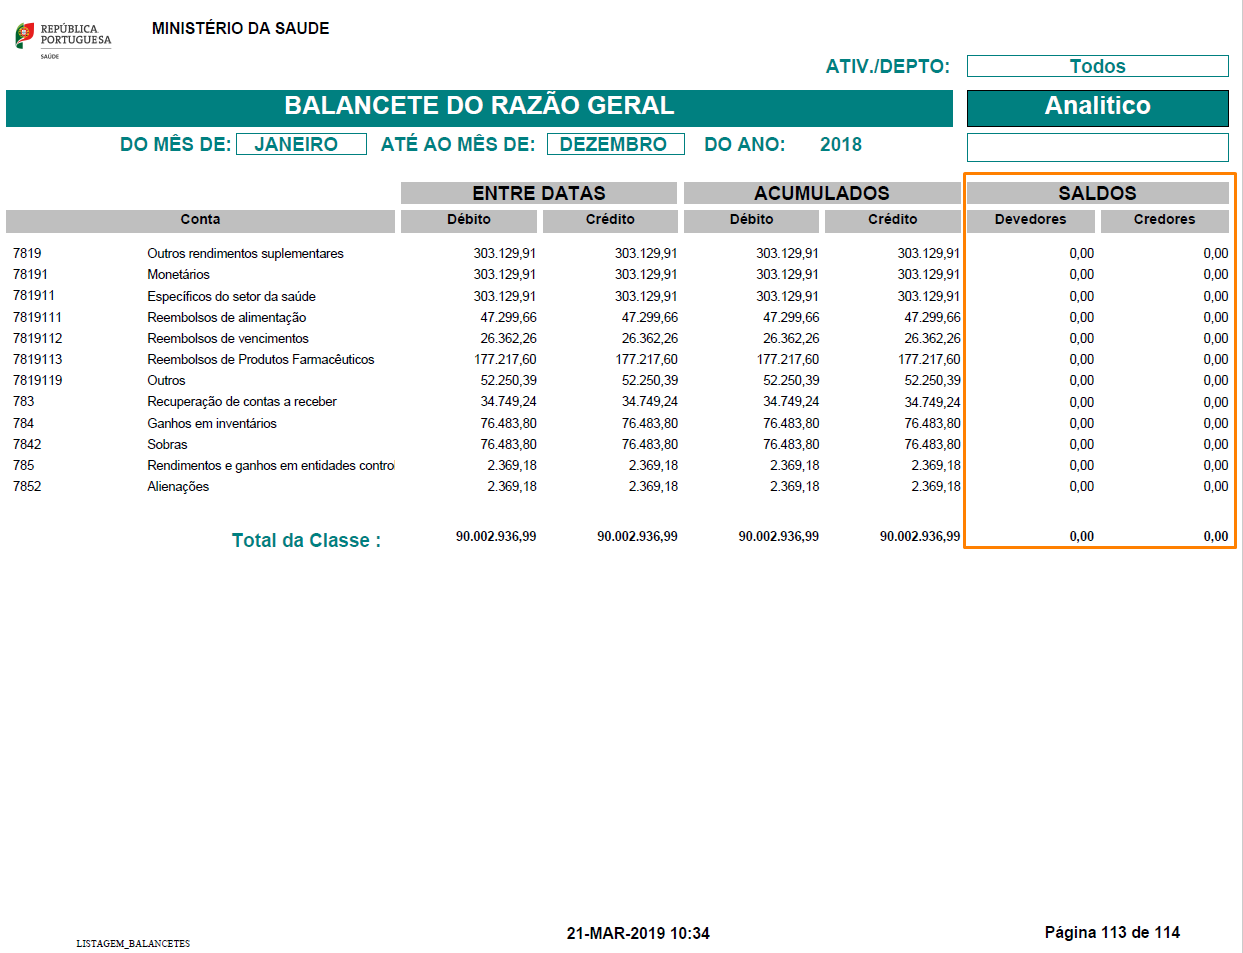 REPÚBLICA
PORTUGUESA
SAÚDE
MINISTÉRIO DA SAUDE
ATIV./DEPTO: Todos
BALANCETE DO RAZÃO GERAL Analitico
DO MÊS DE: JANEIRO ATÉ AO MÊS DE: DEZEMBRO DO ANO: 2018
ENTRE DATAS ACUMULADOS SALDOS
Conta Débito Crédito Débito Crédito Devedores Credores
7819 Outros rendimentos suplementares 303.129,91 303.129,91 303.129,91 303.129,91 0,00 0,00
78191 Monetários 303.129,91 303.129,91 303.129,91 303.129,91 0,00 0,00
781911 Específicos do setor da saúde 303.129,91 303.129,91 303.129,91 303.129,91 0,00 0,00
7819111 Reembolsos de alimentação 47.299,66 47.299,66 47.299,66 47.299,66 0,00 0,00
7819112 Reembolsos de vencimentos 26.362,26 26.362,26 26.362,26 26.362,26 0,00 0,00
7819113 Reembolsos de Produtos Farmacêuticos 177.217,60 177.217,60 177.217,60 177.217,60 0,00 0,00
7819119 Outros 52.250,39 52.250,39 52.250,39 52.250,39 0,00 0,00
783 Recuperação de contas a receber 34.749,24 34.749,24 34.749,24 34.749,24 0,00 0,00
784 Ganhos em inventários 76.483,80 76.483,80 76.483,80 76.483,80 0,00 0,00
7842 Sobras 76.483,80 76.483,80 76.483,80 76.483,80 0,00 0,00
785 Rendimentos e ganhos em entidades control 2.369,18 2.369,18 2.369,18 2.369,18 0,00 0,00
7852 Alienações 2.369,18 2.369,18 2.369,18 2.369,18 0,00 0,00
Total da Classe : 90.002.936,99 90.002.936,99 90.002.936,99 90.002.936,99 0,00 0,00
LISTAGEM_BALANCETES 21-MAR-2019 10:34 Página 113 de 114